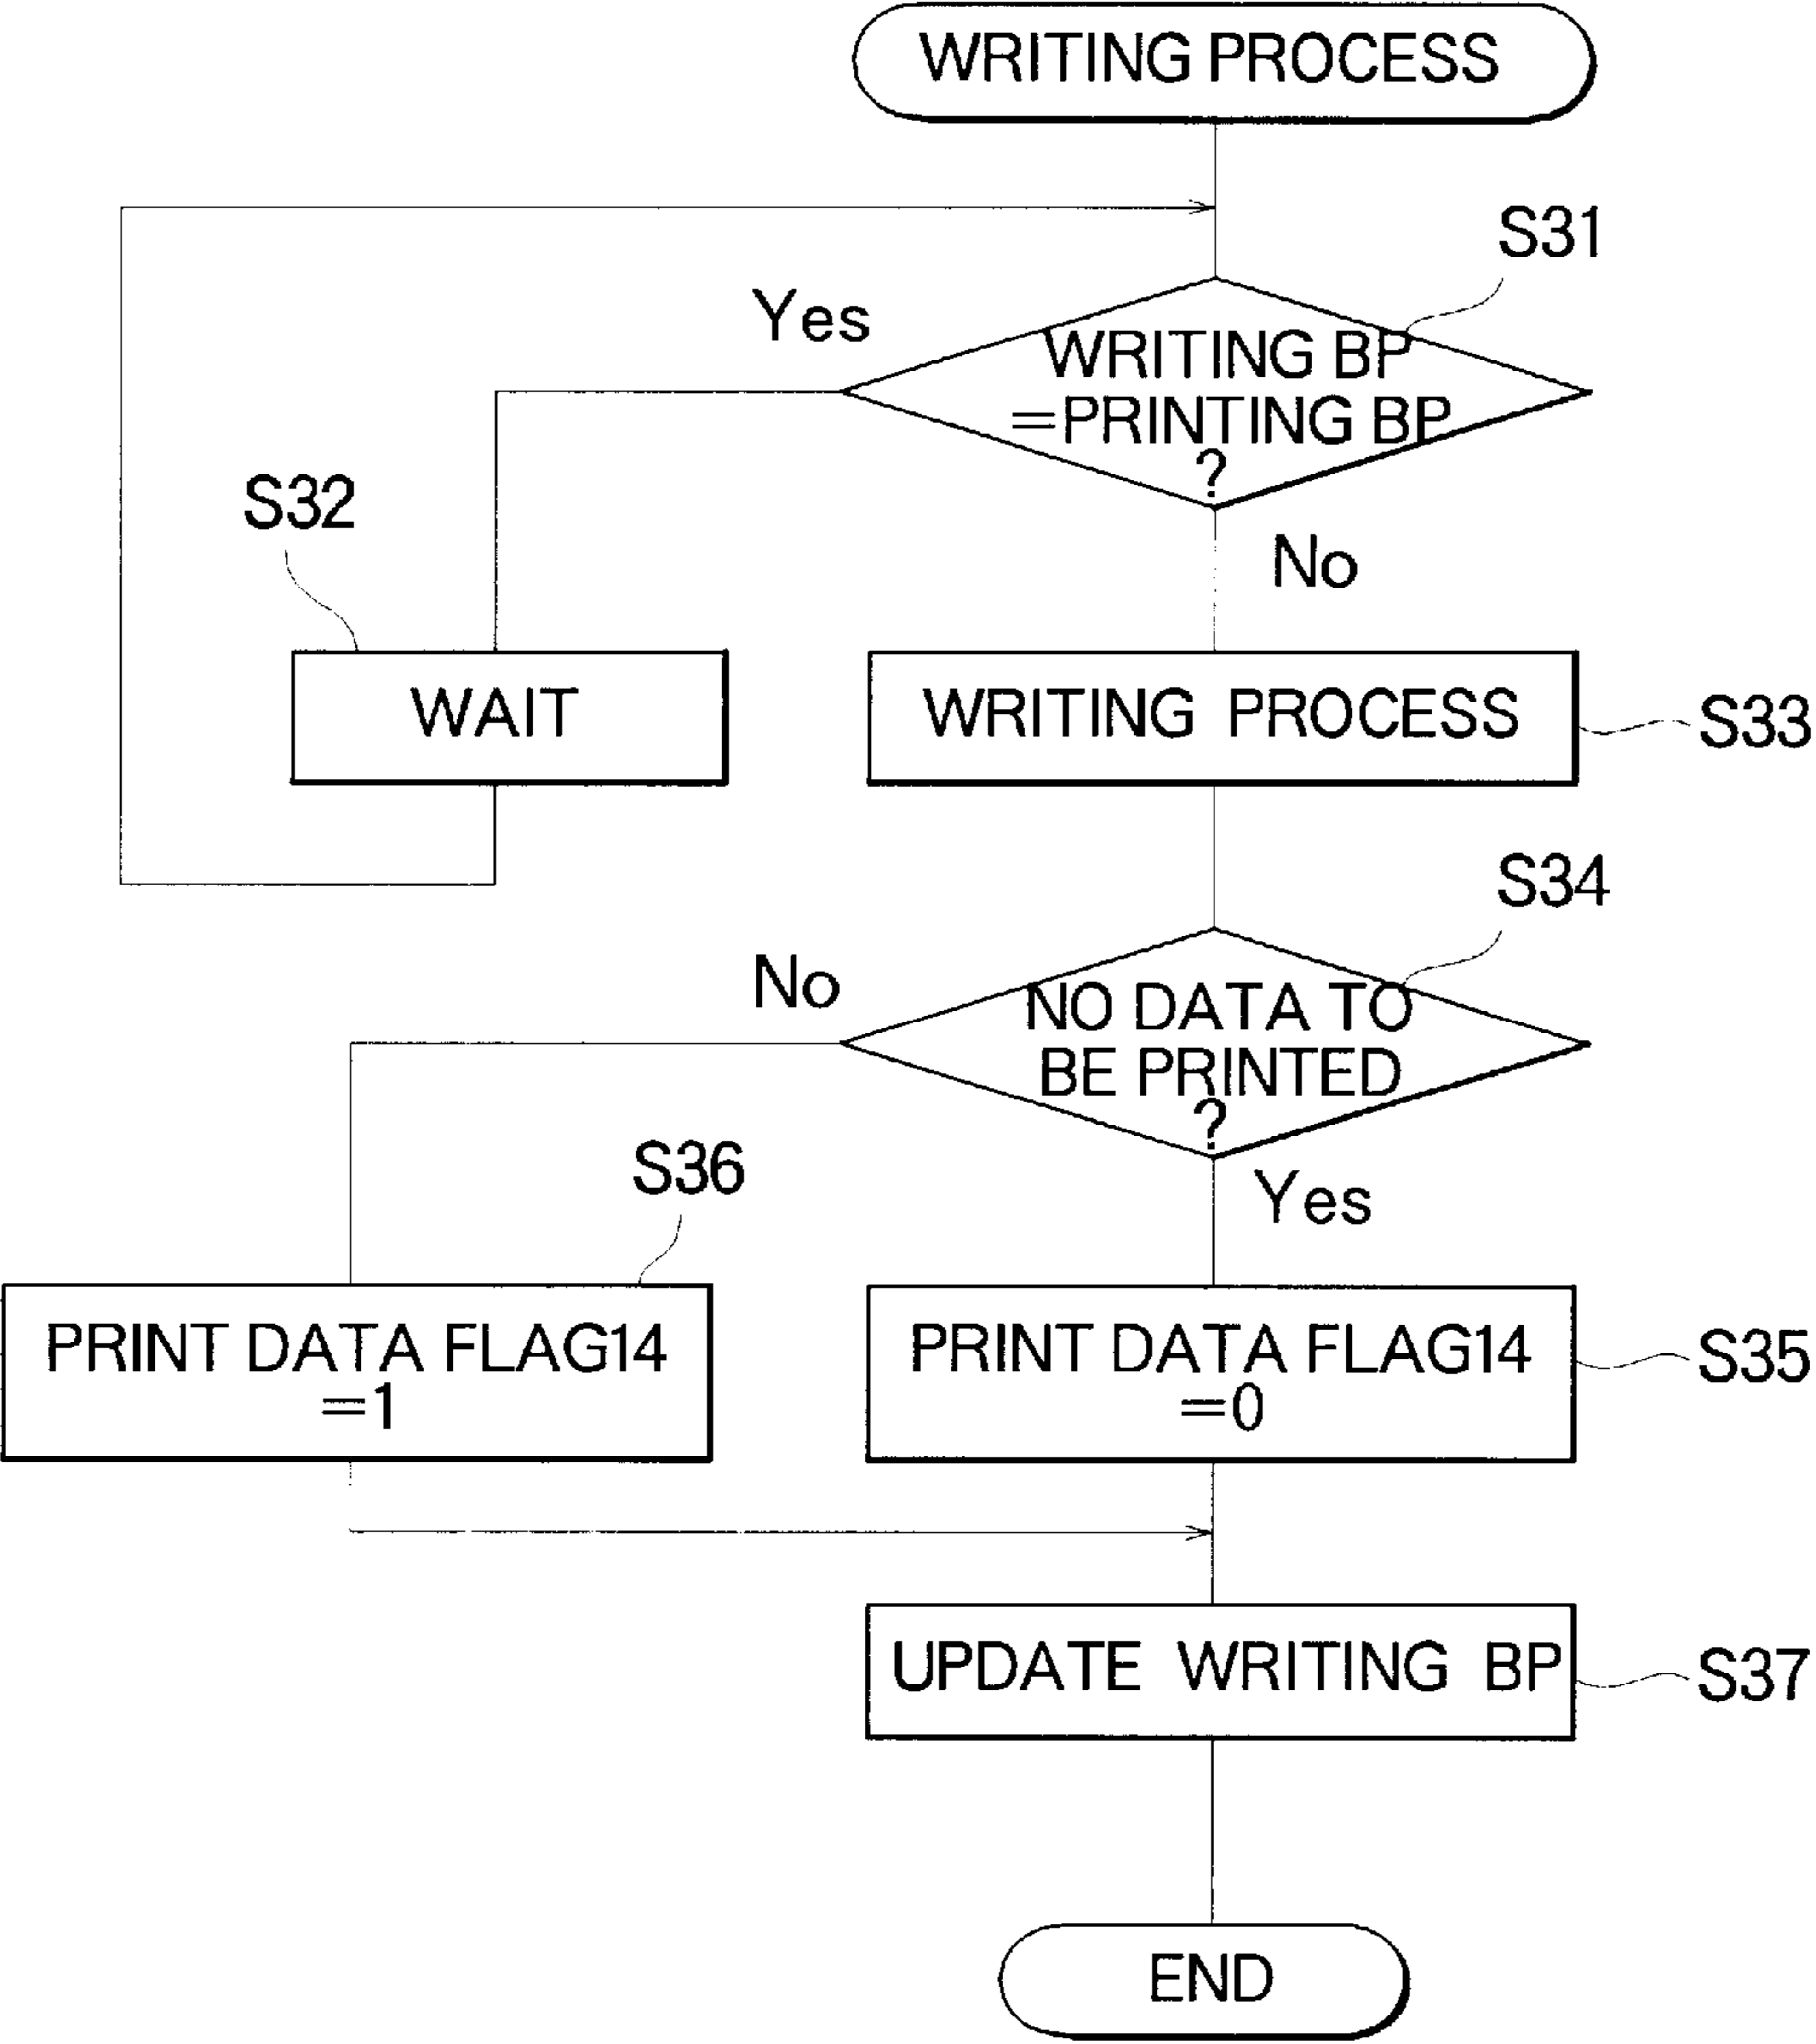 WRITING PROCESS
S31
Yes
WRITING BP
=PRINTING BP
?
S32
No
WAIT
WRITING PROCESS
S33
S34
No
NO DATA TO
BE PRINTED
?
S36
Yes
PRINT DATA FLAG14
=1
PRINT DATA FLAG14
=0
S35
UPDATE WRITING BP
S37
END